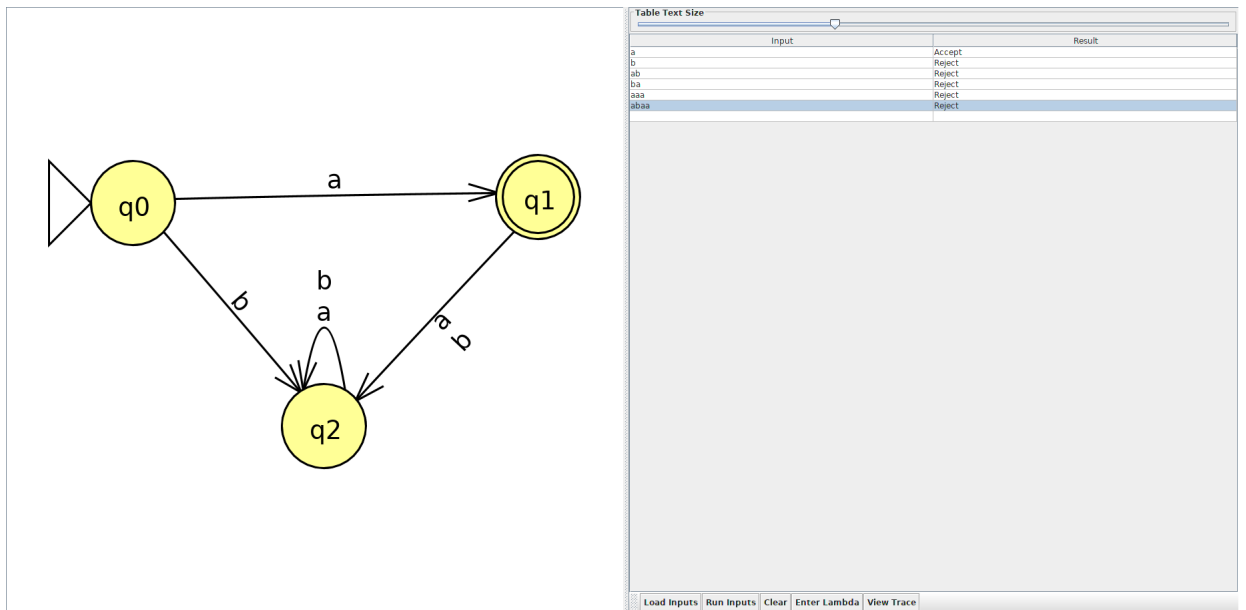 a
q0
q1
b
b
a
a
b
q2
Table Text Size
Input Result
a Accept
b Reject
ab Reject
ba Reject
aaa Reject
abaa Reject
Load Inputs Run Inputs Clear Enter Lambda View Trace